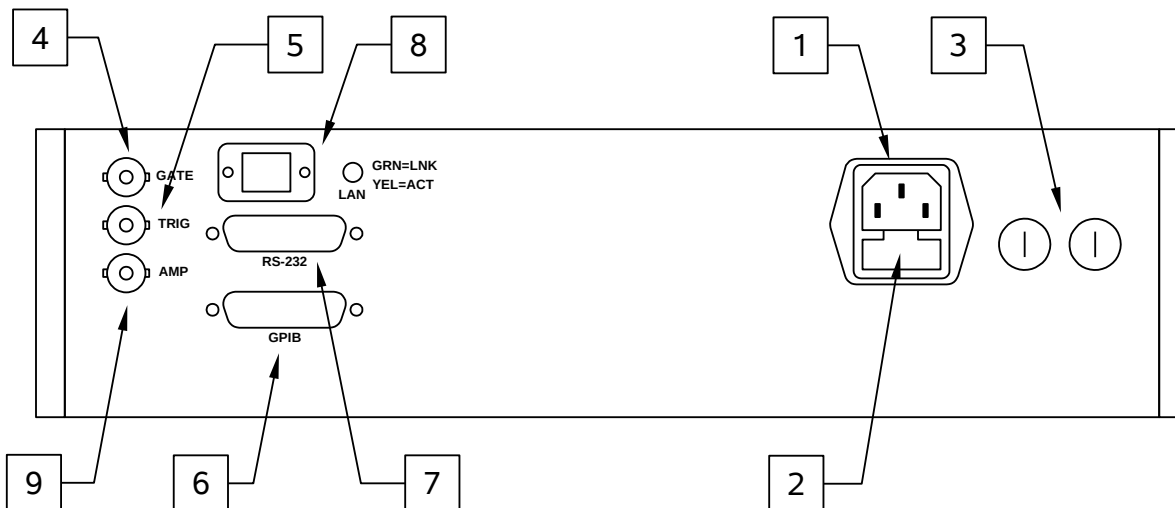 4
5
8
1
3
GATE
GRN=LNK
YEL=ACT
LAN
TRIG
RS-232
AMP
GPIB
9
6
7
2